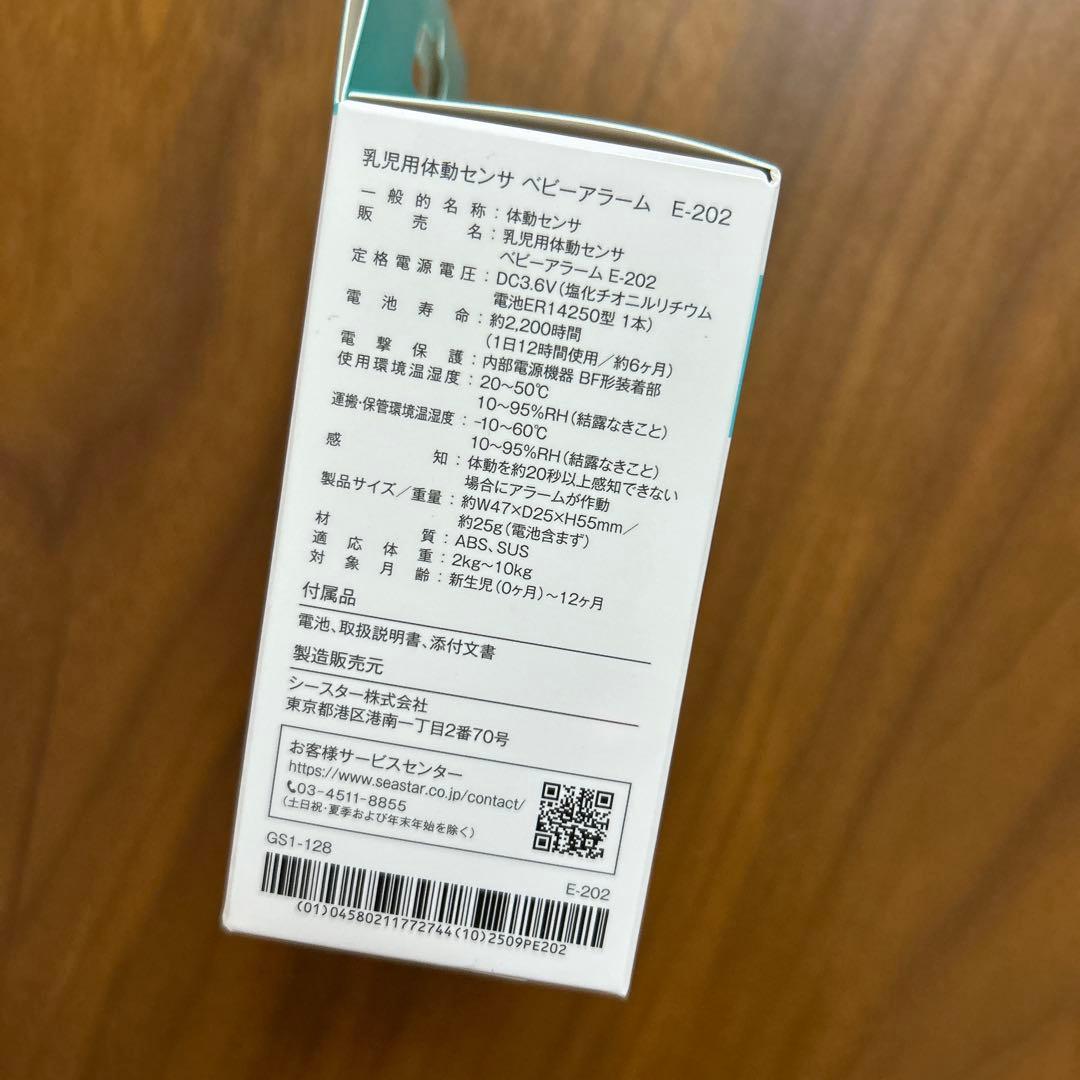 乳児用体動センサ ベビーアラーム E-202
一般的名称：体動センサ
販売名：乳児用体動センサ
ベビーアラーム E-202
定格電源電圧：DC3.6V（塩化チオニルリチウム
電池ER14250型 1本）
電池寿命：約2,200時間
（1日12時間使用／約6ヶ月）
電撃保護：内部電源機器 BF形装着部
使用環境温湿度：20～50℃
10～95%RH（結露なきこと）
運搬・保管環境温湿度：-10～60℃
10～95%RH（結露なきこと）
感知：体動を約20秒以上感知できない
場合にアラームが作動
製品サイズ／重量：約W47×D25×H55mm／
約25g（電池含まず）
材質：ABS、SUS
適応体重：2kg～10kg
対象月齢：新生児（0ヶ月）～12ヶ月
付属品
電池、取扱説明書、添付文書
製造販売元
シースター株式会社
東京都港区港南一丁目2番70号
お客様サービスセンター
https://www.seastar.co.jp/contact/
03-4511-8855
（土日祝・夏季および年末年始を除く）
GS1-128
E-202
(01)04580211772744(10)2509PE202